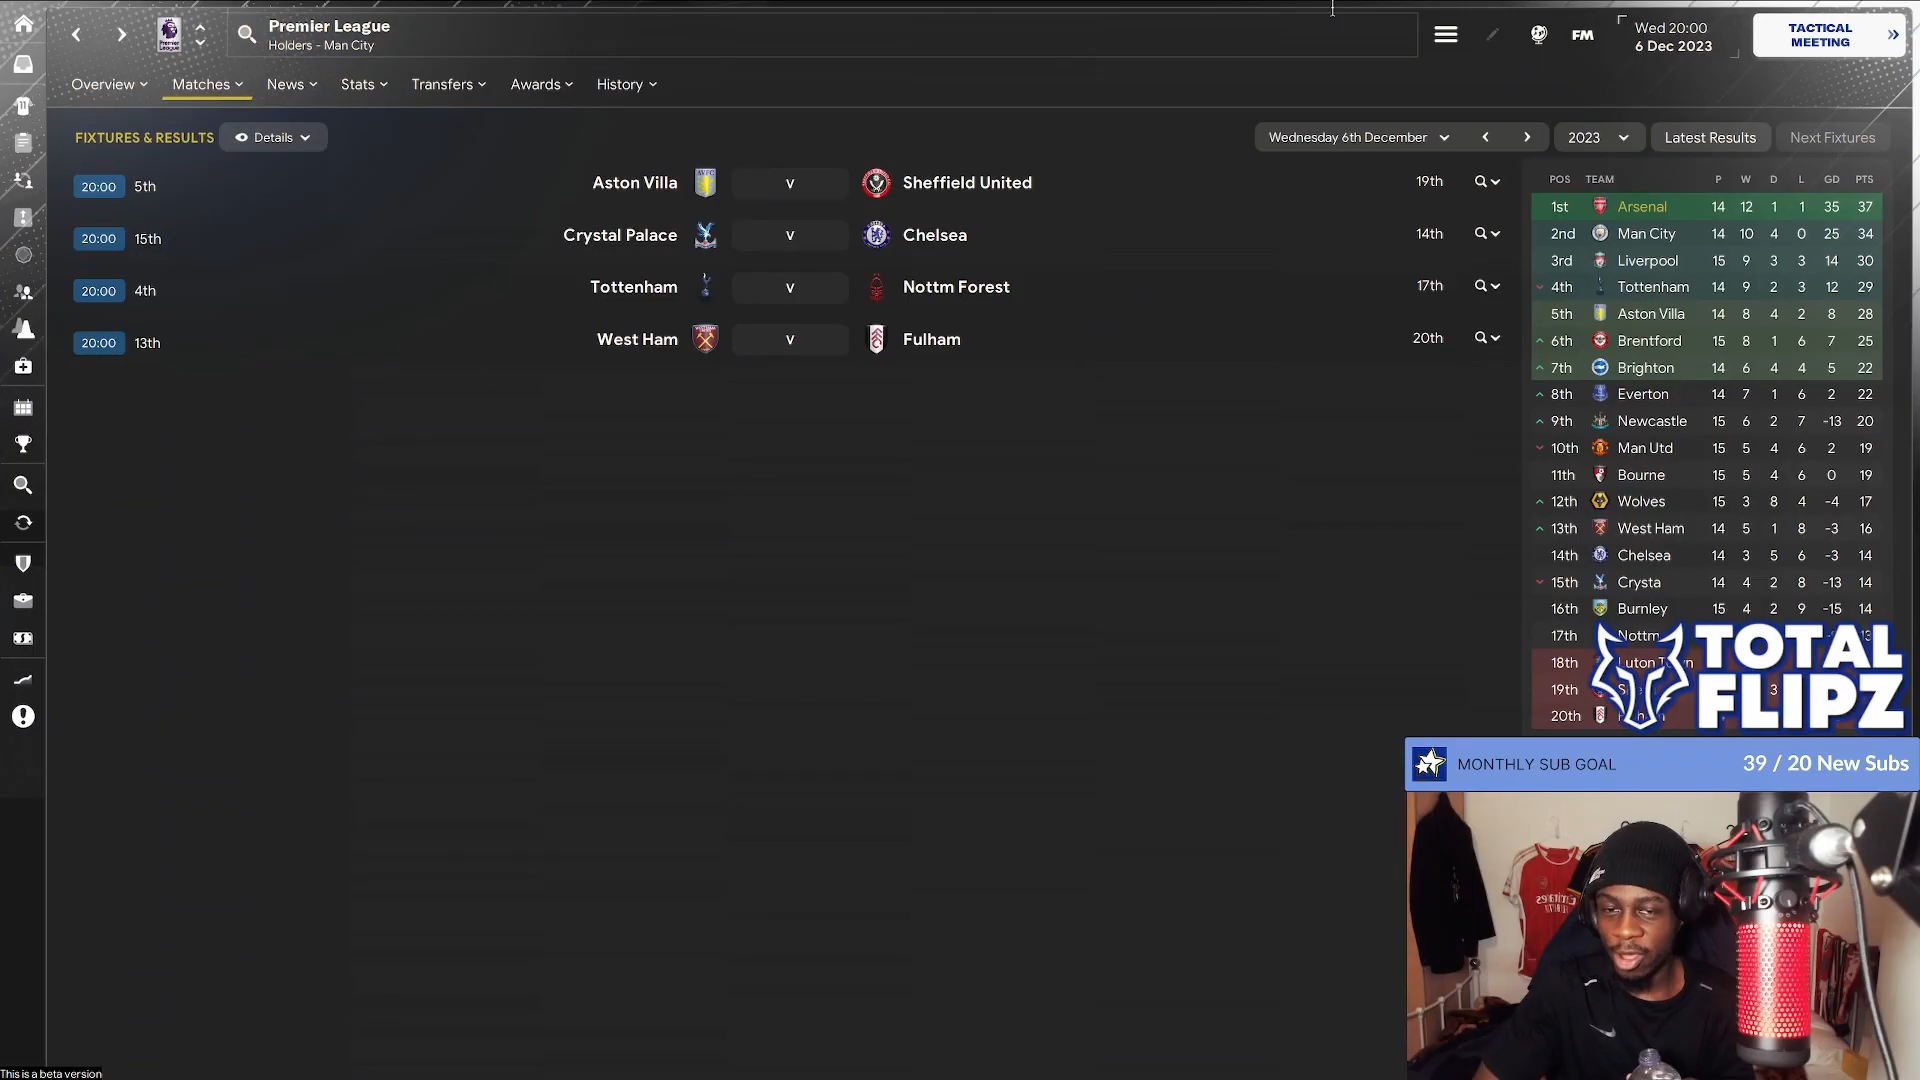 Premier League
Holders - Man City
FM
Wed 20:00
6 Dec 2023
TACTICAL
MEETING
Overview
Matches
News
Stats
Transfers
Awards
History
FIXTURES & RESULTS
Details
Wednesday 6th December
2023
Latest Results
Next Fixtures
20:00 5th Aston Villa v Sheffield United 19th
20:00 15th Crystal Palace v Chelsea 14th
20:00 4th Tottenham v Nottm Forest 17th
20:00 13th West Ham v Fulham 20th
POS TEAM P W D L GD PTS
1st Arsenal 14 12 1 1 35 37
2nd Man City 14 10 4 0 25 34
3rd Liverpool 15 9 3 3 14 30
4th Tottenham 14 9 2 3 12 29
5th Aston Villa 14 8 4 2 8 28
6th Brentford 15 8 1 6 7 25
7th Brighton 14 6 4 4 5 22
8th Everton 14 7 1 6 2 22
9th Newcastle 15 6 2 7 -13 20
10th Man Utd 15 5 4 6 2 19
11th Bourne 15 5 4 6 0 19
12th Wolves 15 3 8 4 -4 17
13th West Ham 14 5 1 8 -3 16
14th Chelsea 14 3 5 6 -3 14
15th Crysta 14 4 2 8 -13 14
16th Burnley 15 4 2 9 -15 14
17th Nottm
18th Luton Town
19th 3
20th
TOTAL
FLIPZ
MONTHLY SUB GOAL 39 / 20 New Subs
This is a beta version